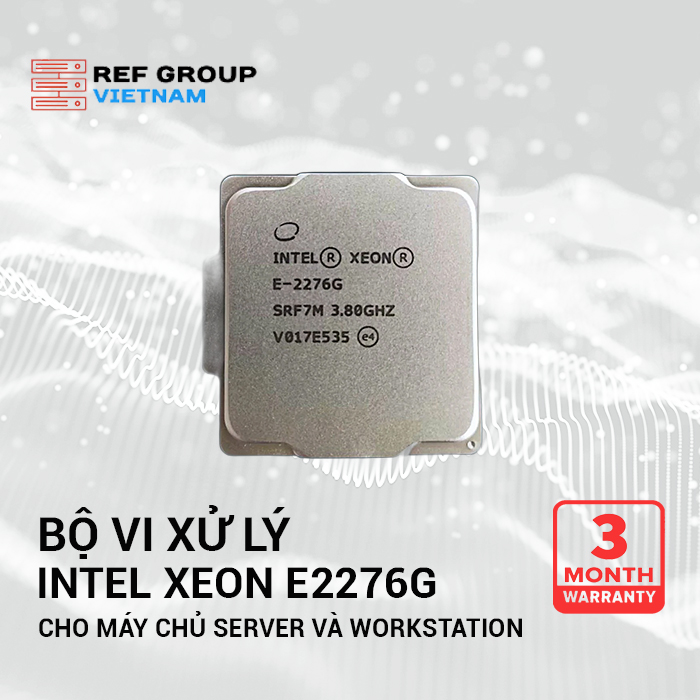 REF GROUP
VIETNAM
INTEL® XEON®
E-2276G
SRF7M 3.80GHZ
V017E535 e4
BỘ VI XỬ LÝ
INTEL XEON E2276G
CHO MÁY CHỦ SERVER VÀ WORKSTATION
3
MONTH
WARRANTY